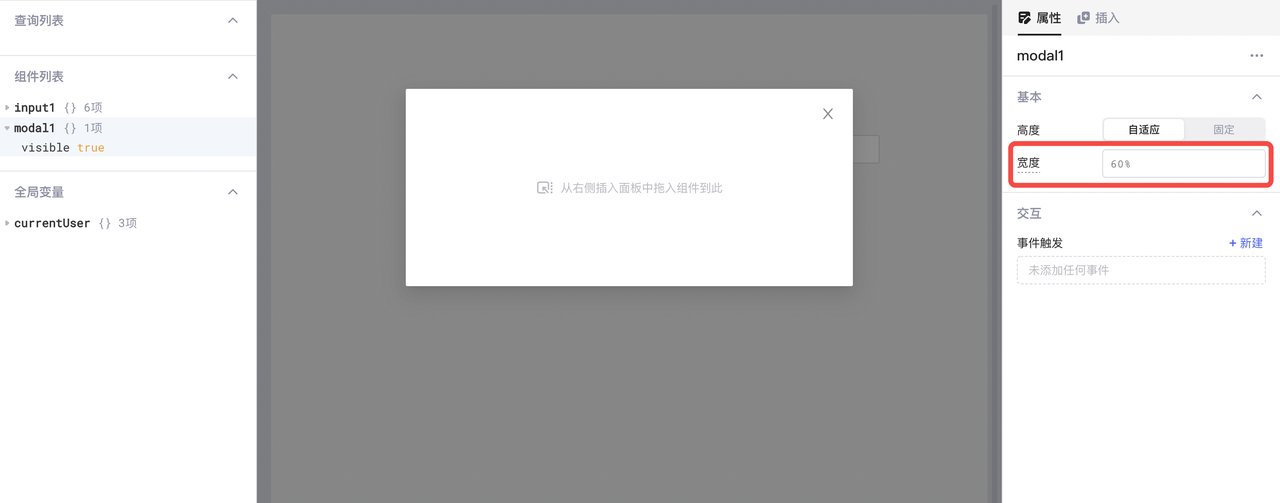 查询列表
组件列表
input1 {} 6项
modal1 {} 1项
visible true
全局变量
currentUser {} 3项
从右侧插入面板中拖入组件到此
属性 插入
modal1
基本
高度 自适应 固定
宽度 60%
交互
事件触发 + 新建
未添加任何事件